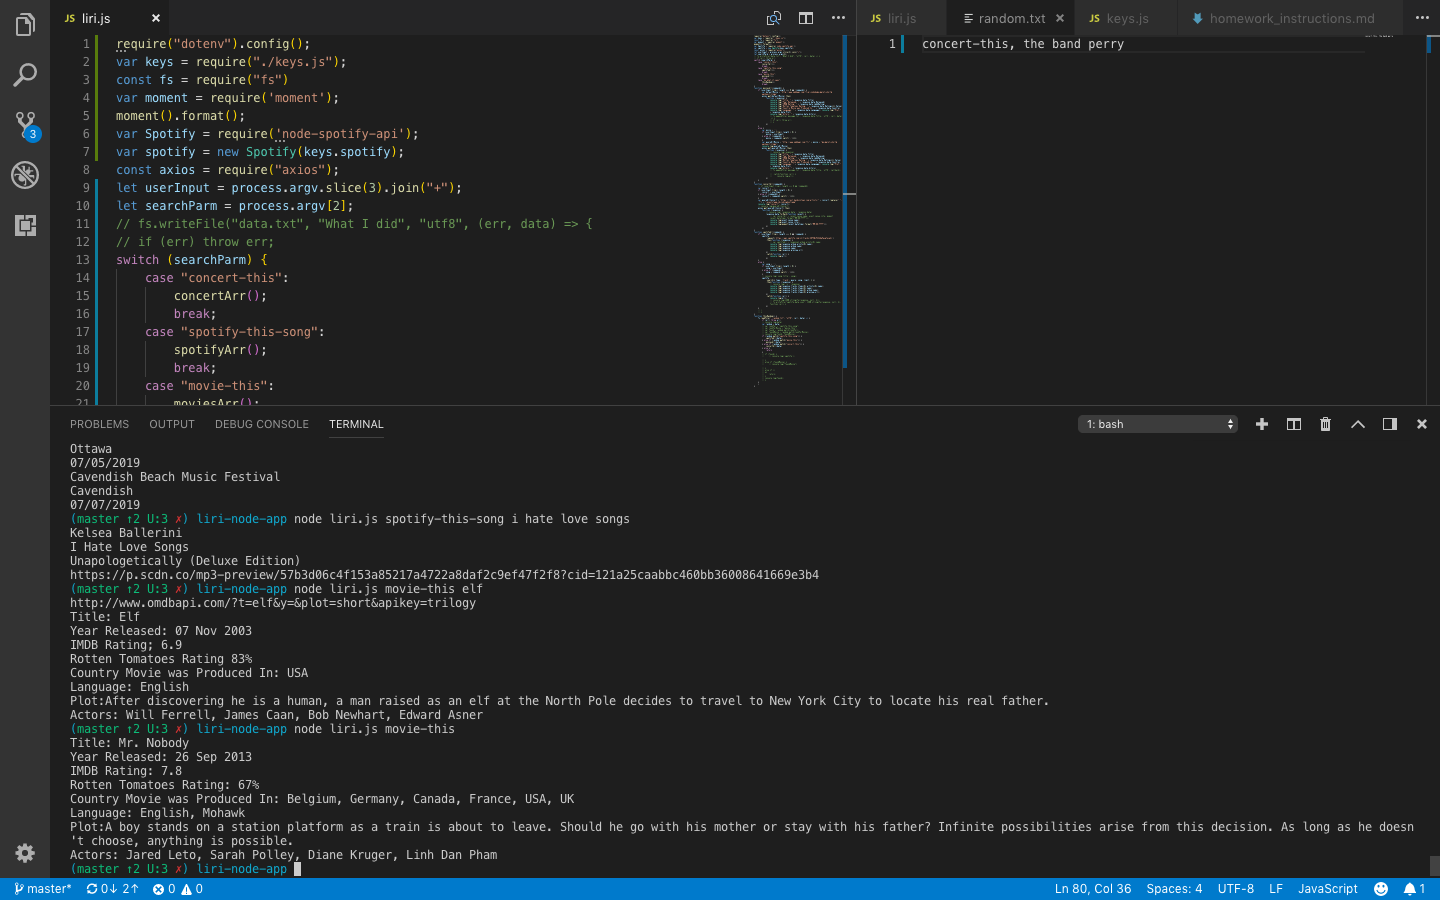 JS liri.js ×
JS liri.js
random.txt ×
JS keys.js
homework_instructions.md
1 require("dotenv").config();
2 var keys = require("./keys.js");
3 const fs = require("fs")
4 var moment = require('moment');
5 moment().format();
6 var Spotify = require('node-spotify-api');
7 var spotify = new Spotify(keys.spotify);
8 const axios = require("axios");
9 let userInput = process.argv.slice(3).join("+");
10 let searchParm = process.argv[2];
11 // fs.writeFile("data.txt", "What I did", "utf8", (err, data) => {
12 // if (err) throw err;
13 switch (searchParm) {
14 case "concert-this":
15 concertArr();
16 break;
17 case "spotify-this-song":
18 spotifyArr();
19 break;
20 case "movie-this":
21 moviesArr();
1 concert-this, the band perry
3
PROBLEMS OUTPUT DEBUG CONSOLE TERMINAL
1: bash
Ottawa
07/05/2019
Cavendish Beach Music Festival
Cavendish
07/07/2019
(master ↑2 U:3 ✗) liri-node-app node liri.js spotify-this-song i hate love songs
Kelsea Ballerini
I Hate Love Songs
Unapologetically (Deluxe Edition)
https://p.scdn.co/mp3-preview/57b3d06c4f153a85217a4722a8daf2c9ef47f2f8?cid=121a25caabbc460bb36008641669e3b4
(master ↑2 U:3 ✗) liri-node-app node liri.js movie-this elf
http://www.omdbapi.com/?t=elf&y=&plot=short&apikey=trilogy
Title: Elf
Year Released: 07 Nov 2003
IMDB Rating; 6.9
Rotten Tomatoes Rating 83%
Country Movie was Produced In: USA
Language: English
Plot:After discovering he is a human, a man raised as an elf at the North Pole decides to travel to New York City to locate his real father.
Actors: Will Ferrell, James Caan, Bob Newhart, Edward Asner
(master ↑2 U:3 ✗) liri-node-app node liri.js movie-this
Title: Mr. Nobody
Year Released: 26 Sep 2013
IMDB Rating: 7.8
Rotten Tomatoes Rating: 67%
Country Movie was Produced In: Belgium, Germany, Canada, France, USA, UK
Language: English, Mohawk
Plot:A boy stands on a station platform as a train is about to leave. Should he go with his mother or stay with his father? Infinite possibilities arise from this decision. As long as he doesn
't choose, anything is possible.
Actors: Jared Leto, Sarah Polley, Diane Kruger, Linh Dan Pham
(master ↑2 U:3 ✗) liri-node-app
master* 0↓ 2↑ 0 0
Ln 80, Col 36 Spaces: 4 UTF-8 LF JavaScript 1